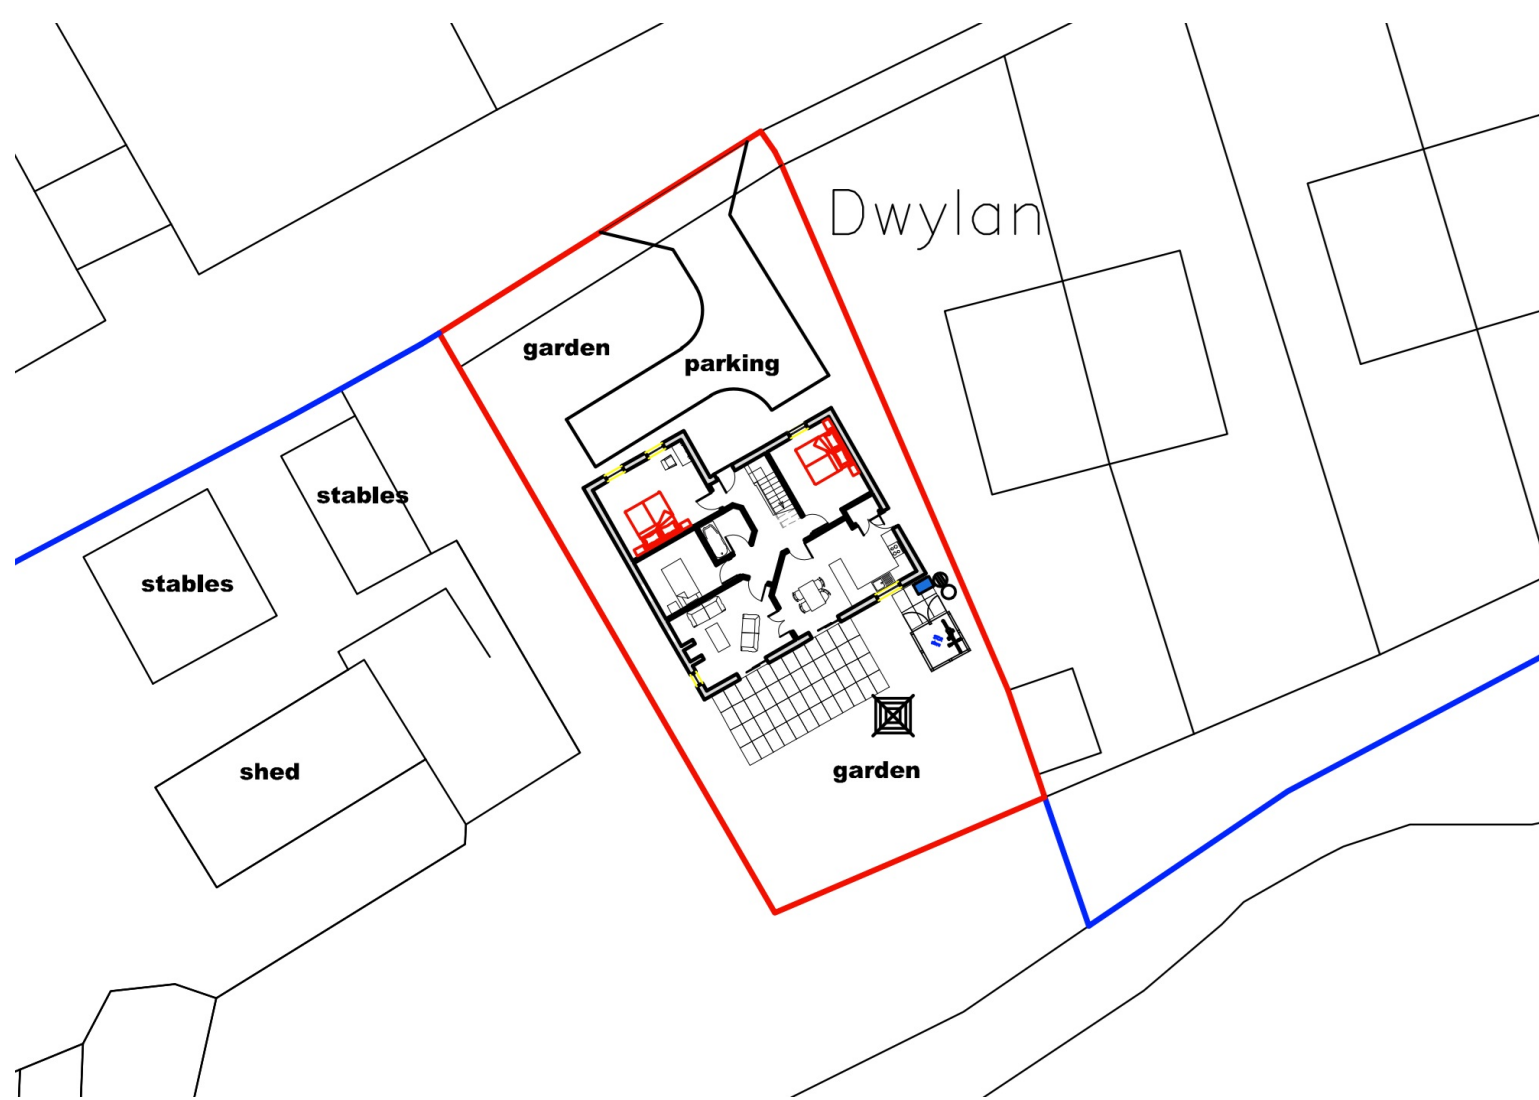 Dwylan
garden
parking
stables
stables
shed
garden